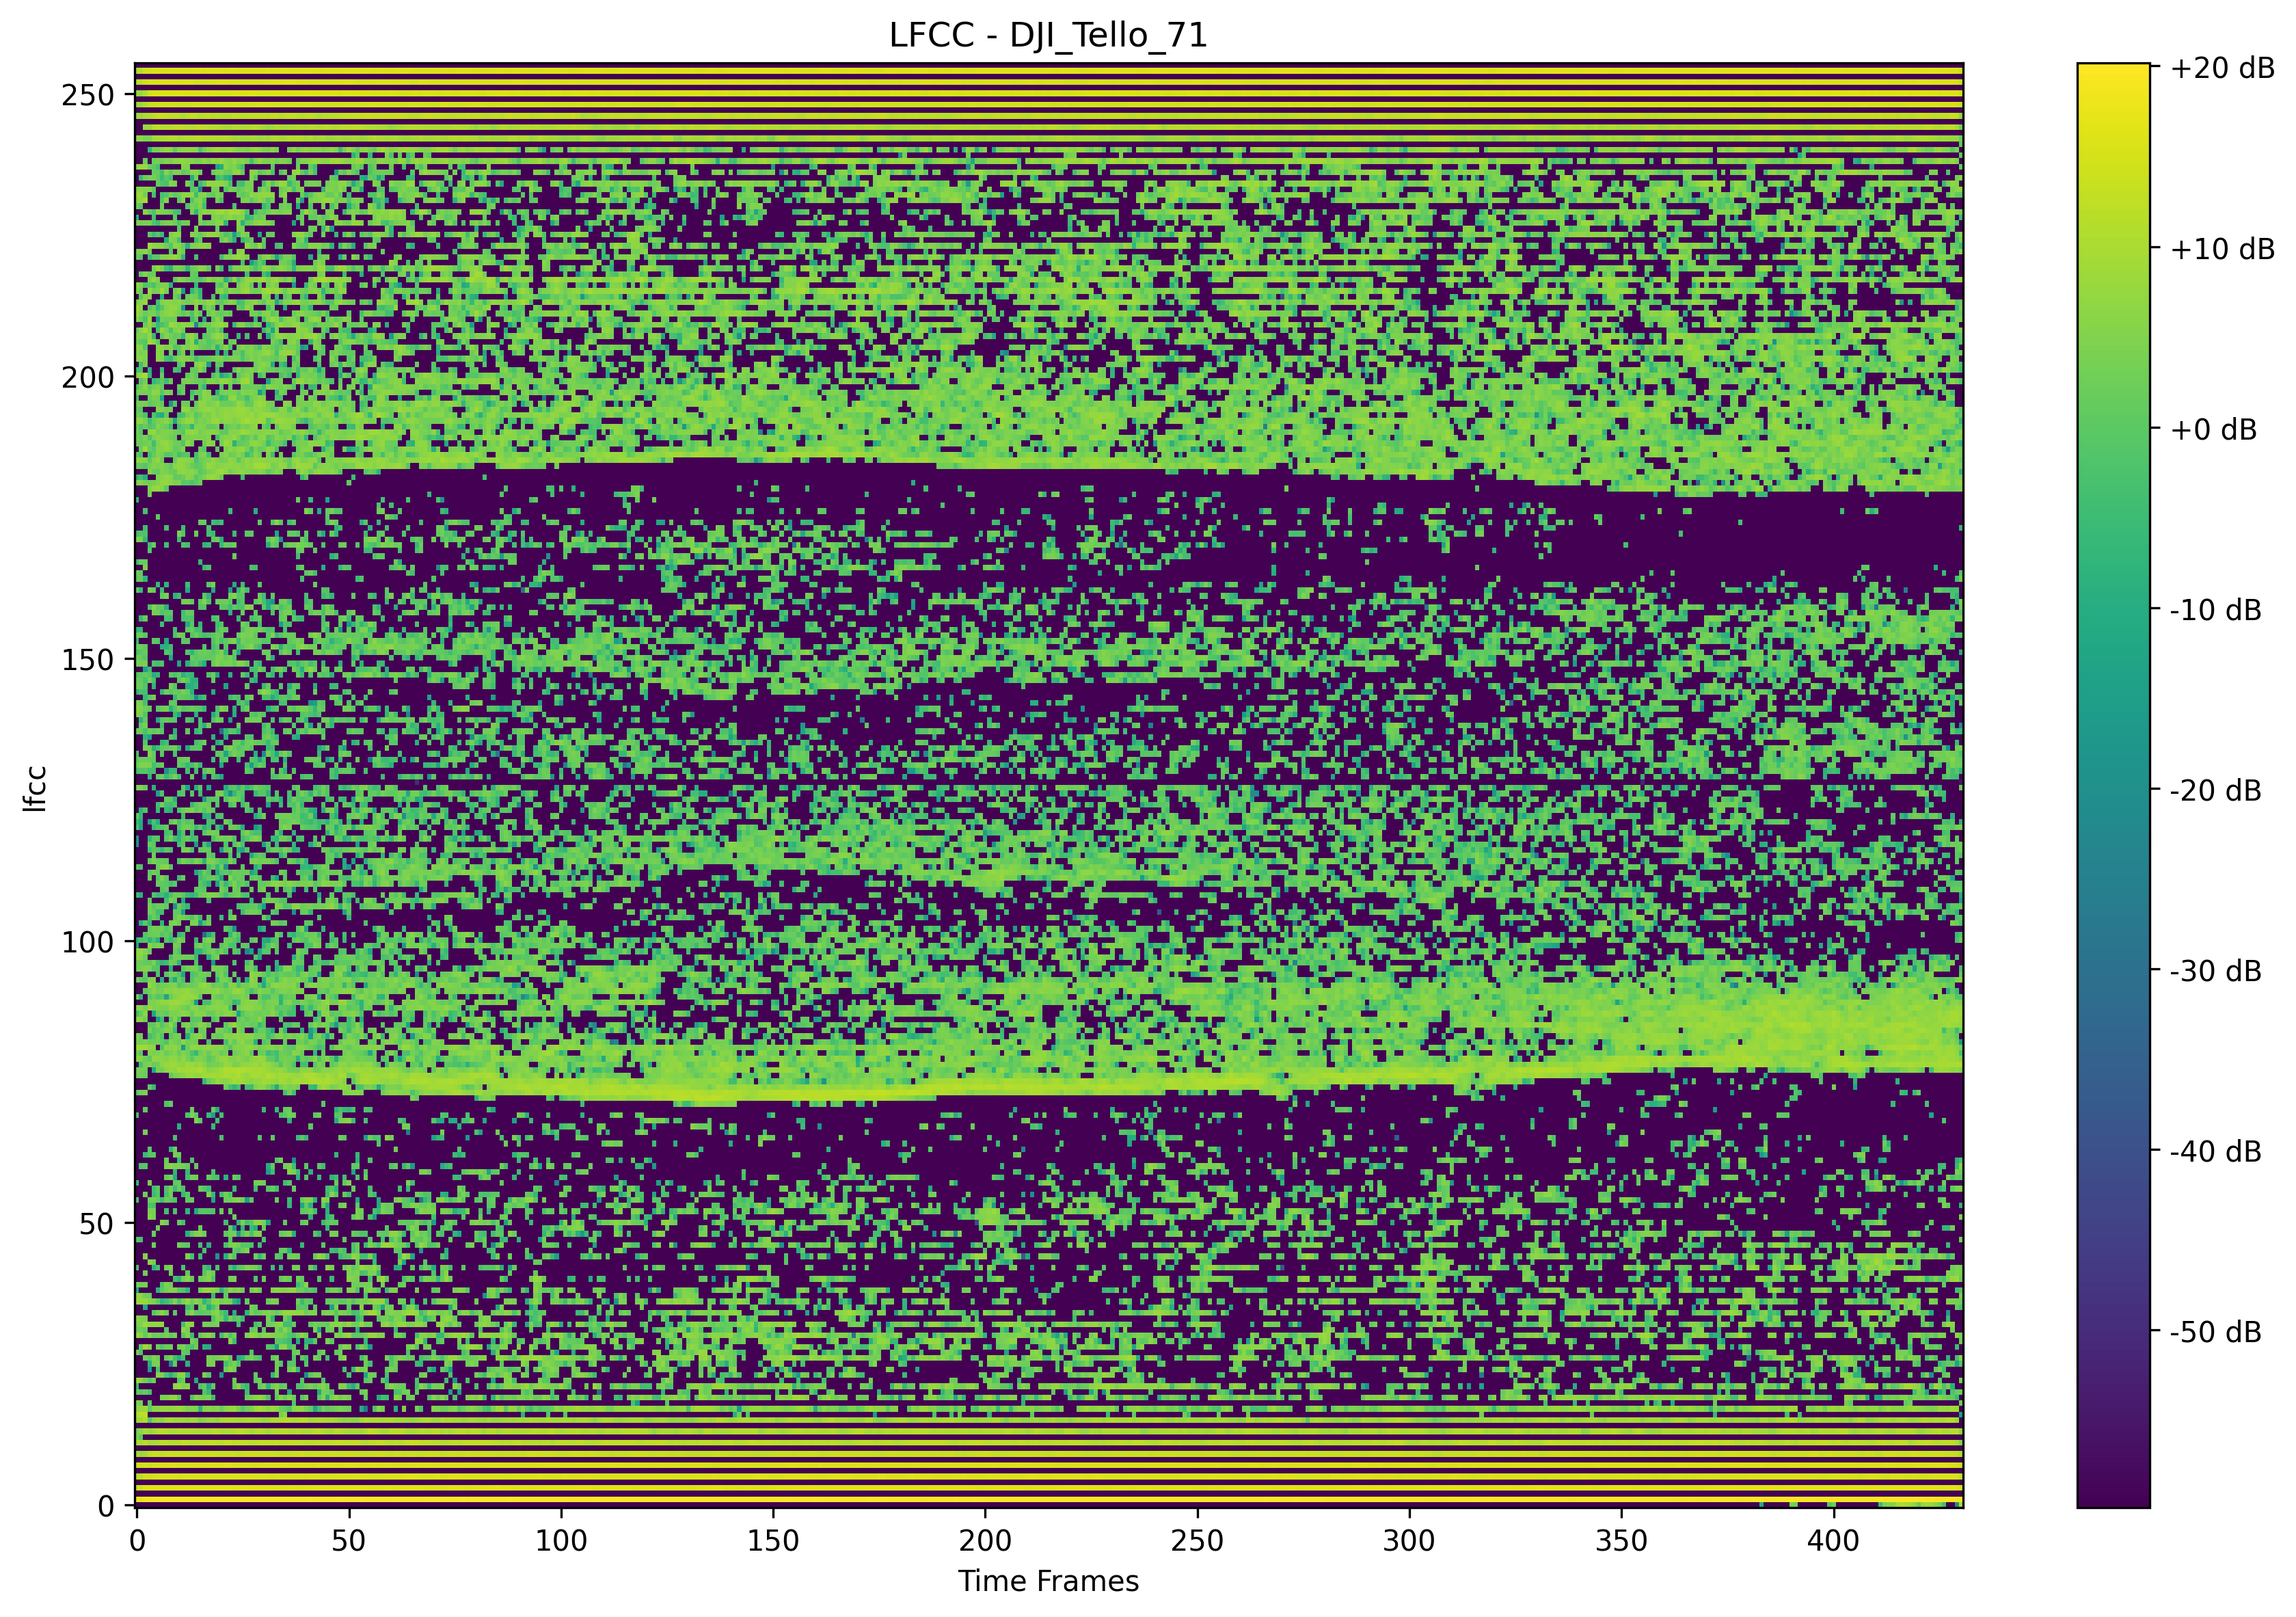 LFCC - DJI_Tello_71
lfcc
250
200
150
100
50
0
0 50 100 150 200 250 300 350 400
Time Frames
+20 dB
+10 dB
+0 dB
-10 dB
-20 dB
-30 dB
-40 dB
-50 dB